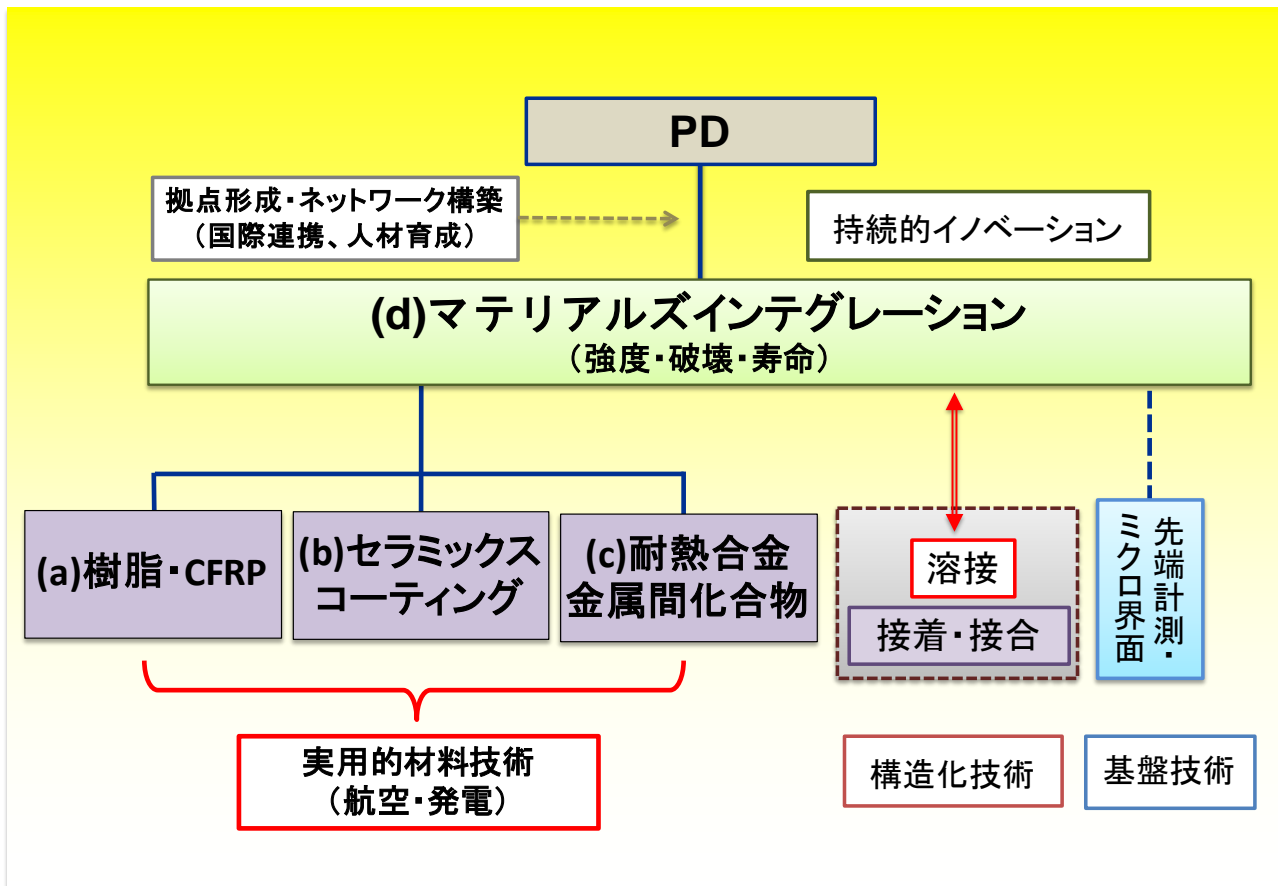 PD
拠点形成・ネットワーク構築
（国際連携、人材育成）
持続的イノベーション
(d)マテリアルズインテグレーション
（強度・破壊・寿命）
(a)樹脂・CFRP
(b)セラミックス
コーティング
(c)耐熱合金
金属間化合物
溶接
接着・接合
先端計測・
ミクロ界面
実用的材料技術
（航空・発電）
構造化技術
基盤技術